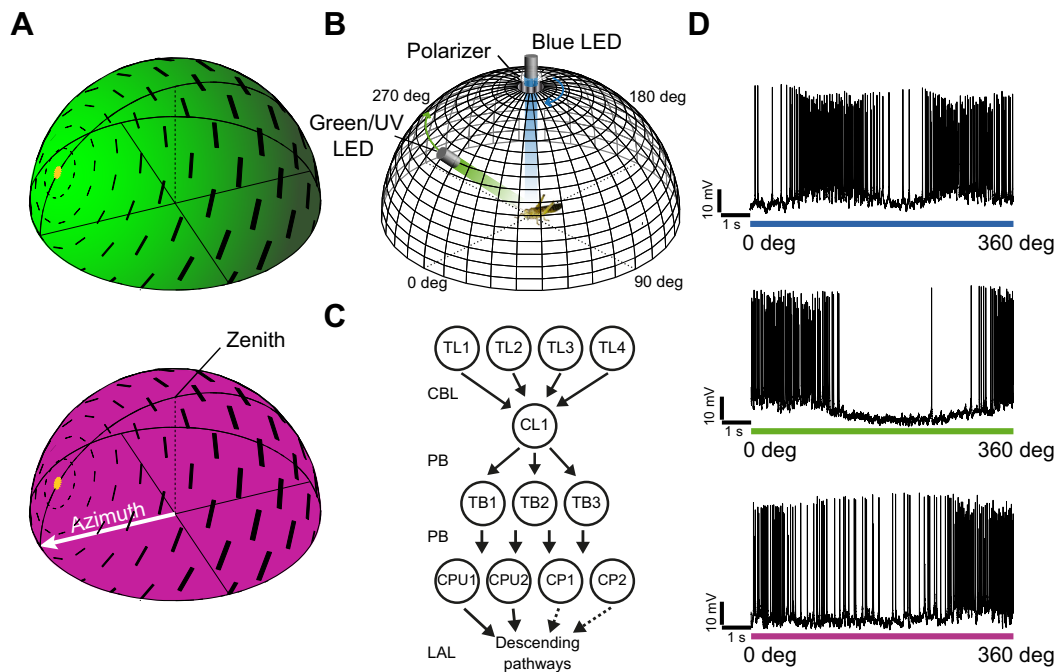 A
Zenith
Azimuth
B
Blue LED
Polarizer
270 deg
180 deg
Green/UV
LED
0 deg
90 deg
C
TL1 TL2 TL3 TL4
CBL
CL1
PB
TB1 TB2 TB3
PB
CPU1 CPU2 CP1 CP2
LAL
Descending
pathways
D
10 mV
1 s
0 deg 360 deg
10 mV
1 s
0 deg 360 deg
10 mV
1 s
0 deg 360 deg